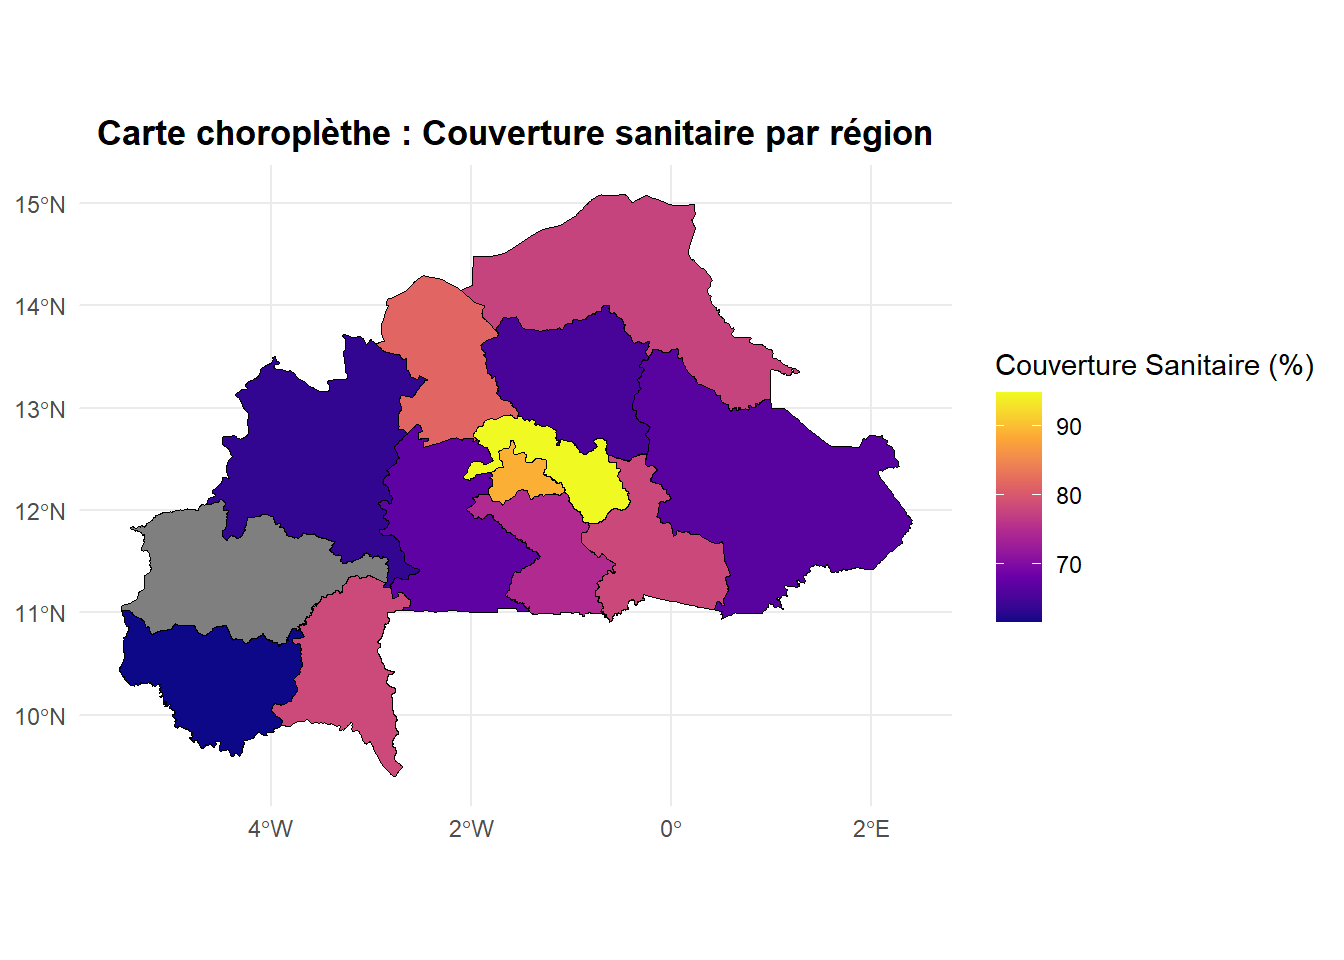 Carte choroplèthe : Couverture sanitaire par région
15°N
14°N
13°N
12°N
11°N
10°N
4°W
2°W
0°
2°E
Couverture Sanitaire (%)
90
80
70